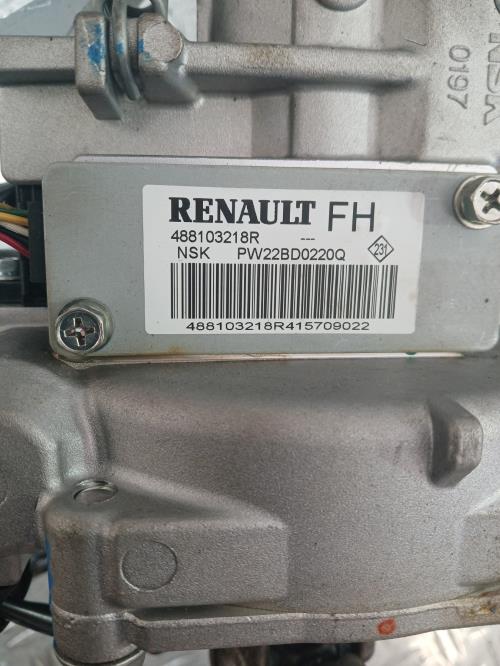 NSK
0197
RENAULT FH
488103218R ---
NSK PW22BD0220Q 231
488103218R415709022